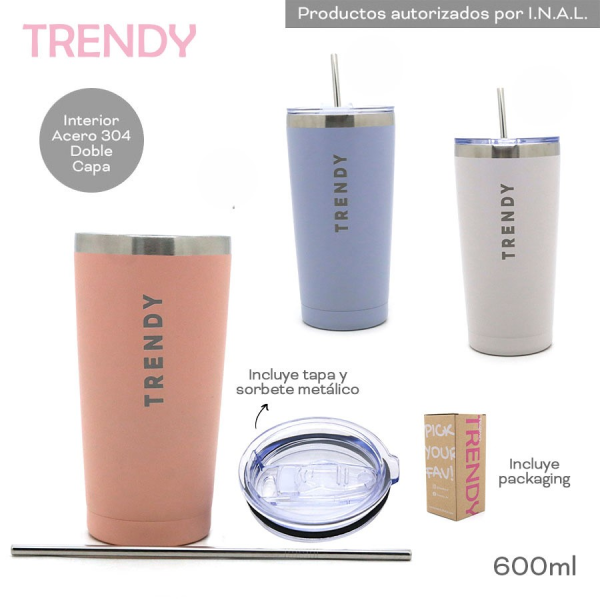 TRENDY
Productos autorizados por I.N.A.L.
Interior
Acero 304
Doble
Capa
TRENDY
TRENDY
TRENDY
Incluye tapa y
sorbete metálico
PICK
YOUR
FAV!
TRENDY
Incluye
packaging
600ml